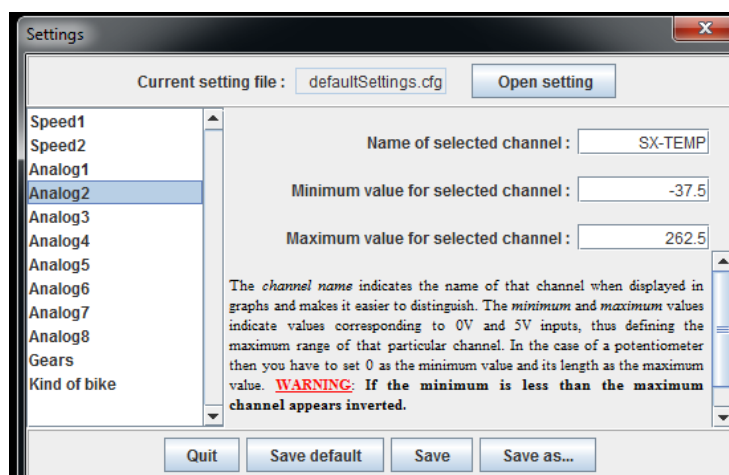 Settings
Current setting file : defaultSettings.cfg Open setting
Speed1
Speed2
Analog1
Analog2
Analog3
Analog4
Analog5
Analog6
Analog7
Analog8
Gears
Kind of bike
Name of selected channel : SX-TEMP
Minimum value for selected channel : -37.5
Maximum value for selected channel : 262.5
The channel name indicates the name of that channel when displayed in
graphs and makes it easier to distinguish. The minimum and maximum values
indicate values corresponding to 0V and 5V inputs, thus defining the
maximum range of that particular channel. In the case of a potentiometer
then you have to set 0 as the minimum value and its length as the maximum
value. WARNING: If the minimum is less than the maximum
channel appears inverted.
Quit Save default Save Save as...